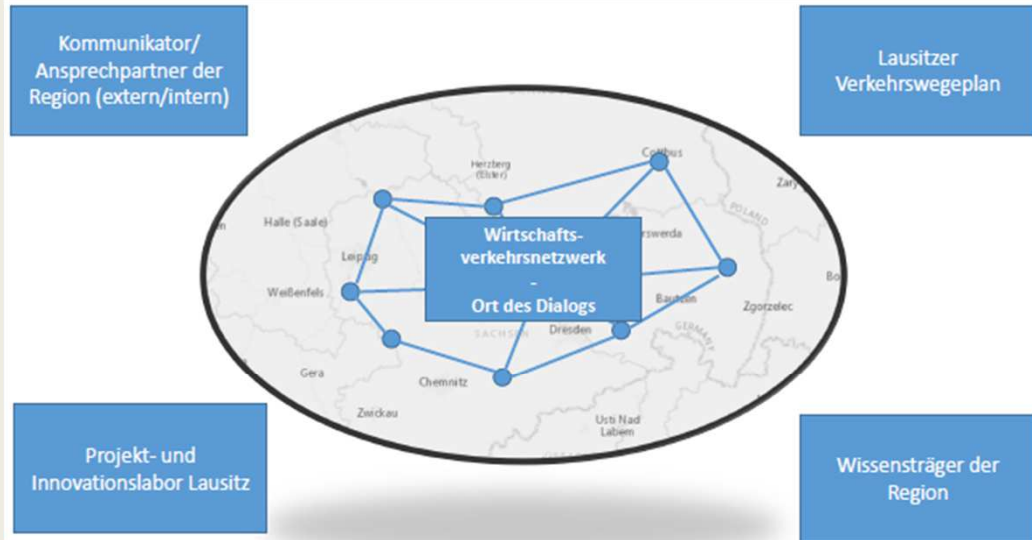 Kommunikator/
Ansprechpartner der
Region (extern/intern)
Lausitzer
Verkehrswegeplan
Cottbus
Herzberg
(Elster)
Zary
POLAND
Halle (Saale)
Wirtschafts-
verkehrsnetzwerk
-
Ort des Dialogs
erswerda
Leipzig
Weißenfels
Bautzen
Zgorzelec
SACHSEN
Dresden
GERMANY
Gera
Chemnitz
Zwickau
Usti Nad
Labem
Projekt- und
Innovationslabor Lausitz
Wissensträger der
Region